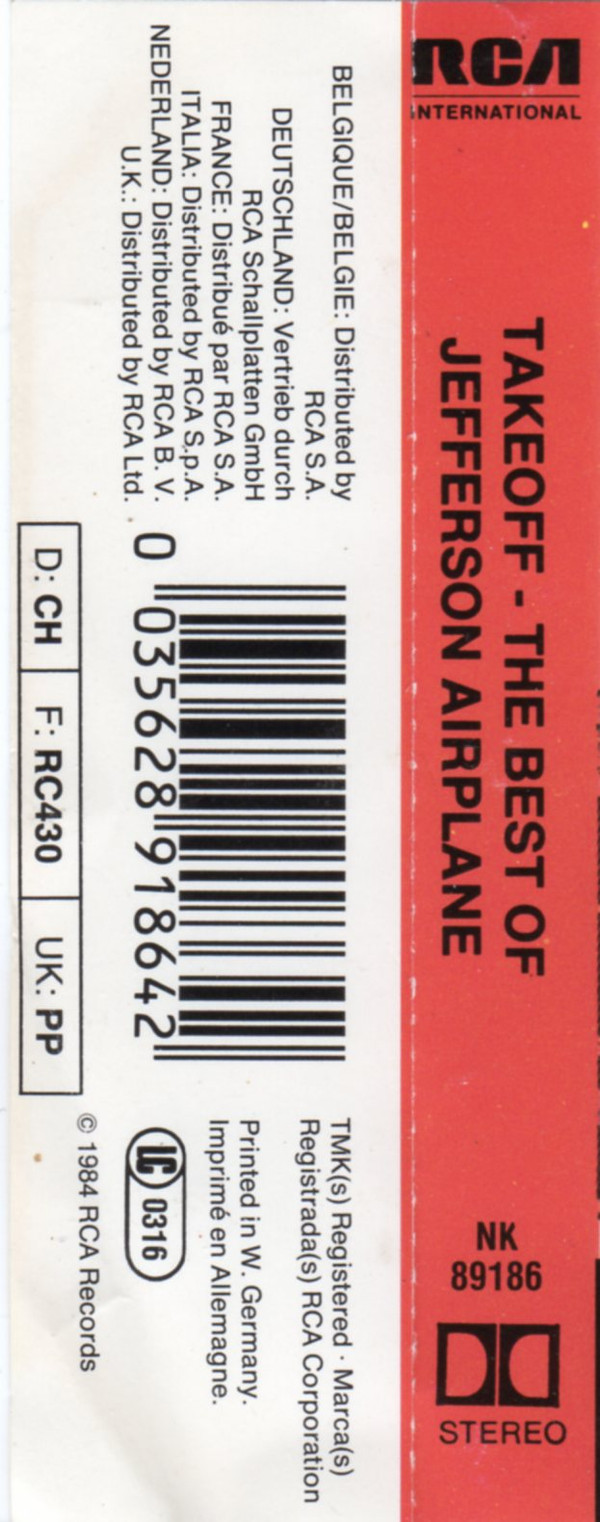 RCA
INTERNATIONAL
TAKEOFF - THE BEST OF
JEFFERSON AIRPLANE
NK
89186
STEREO
BELGIQUE/BELGIE: Distributed by
RCA S.A.
DEUTSCHLAND: Vertrieb durch
RCA Schallplatten GmbH
FRANCE: Distribué par RCA S.A.
ITALIA: Distributed by RCA S.p.A.
NEDERLAND: Distributed by RCA B. V.
U.K.: Distributed by RCA Ltd.
0 035628 918642
D: CH F: RC430 UK: PP
TMK(s) Registered · Marca(s)
Registrada(s) RCA Corporation
Printed in W. Germany.
Imprimé en Allemagne.
LC 0316
© 1984 RCA Records